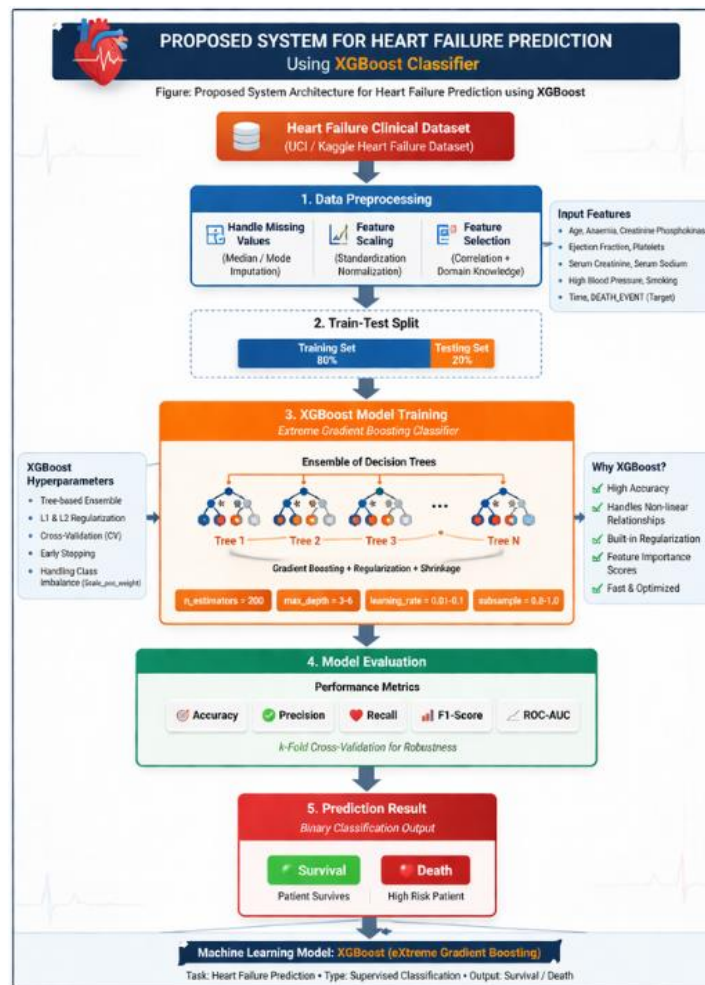 PROPOSED SYSTEM FOR HEART FAILURE PREDICTION
Using XGBoost Classifier
Figure: Proposed System Architecture for Heart Failure Prediction using XGBoost
Heart Failure Clinical Dataset
(UCI / Kaggle Heart Failure Dataset)
1. Data Preprocessing
Handle Missing
Values
(Median / Mode
Imputation)
Feature
Scaling
(Standardization
Normalization)
Feature
Selection
(Correlation +
Domain Knowledge)
Input Features
• Age, Anaemia, Creatinine Phosphokinas
• Ejection Fraction, Platelets
• Serum Creatinine, Serum Sodium
• High Blood Pressure, Smoking
• Time, DEATH_EVENT (Target)
2. Train-Test Split
Training Set
80%
Testing Set
20%
3. XGBoost Model Training
Extreme Gradient Boosting Classifier
XGBoost
Hyperparameters
• Tree-based Ensemble
• L1 & L2 Regularization
• Cross-Validation (CV)
• Early Stopping
• Handling Class
Imbalance (Scale_pos_weight)
Ensemble of Decision Trees
...
Tree 1
Tree 2
Tree 3
Tree N
Gradient Boosting + Regularization + Shrinkage
n_estimators = 200
max_depth = 3-6
learning_rate = 0.01-0.1
subsample = 0.8-1.0
Why XGBoost?
High Accuracy
Handles Non-linear
Relationships
Built-in Regularization
Feature Importance
Scores
Fast & Optimized
4. Model Evaluation
Performance Metrics
Accuracy
Precision
Recall
F1-Score
ROC-AUC
k-Fold Cross-Validation for Robustness
5. Prediction Result
Binary Classification Output
Survival
Death
Patient Survives
High Risk Patient
Machine Learning Model: XGBoost (eXtreme Gradient Boosting)
Task: Heart Failure Prediction • Type: Supervised Classification • Output: Survival / Death